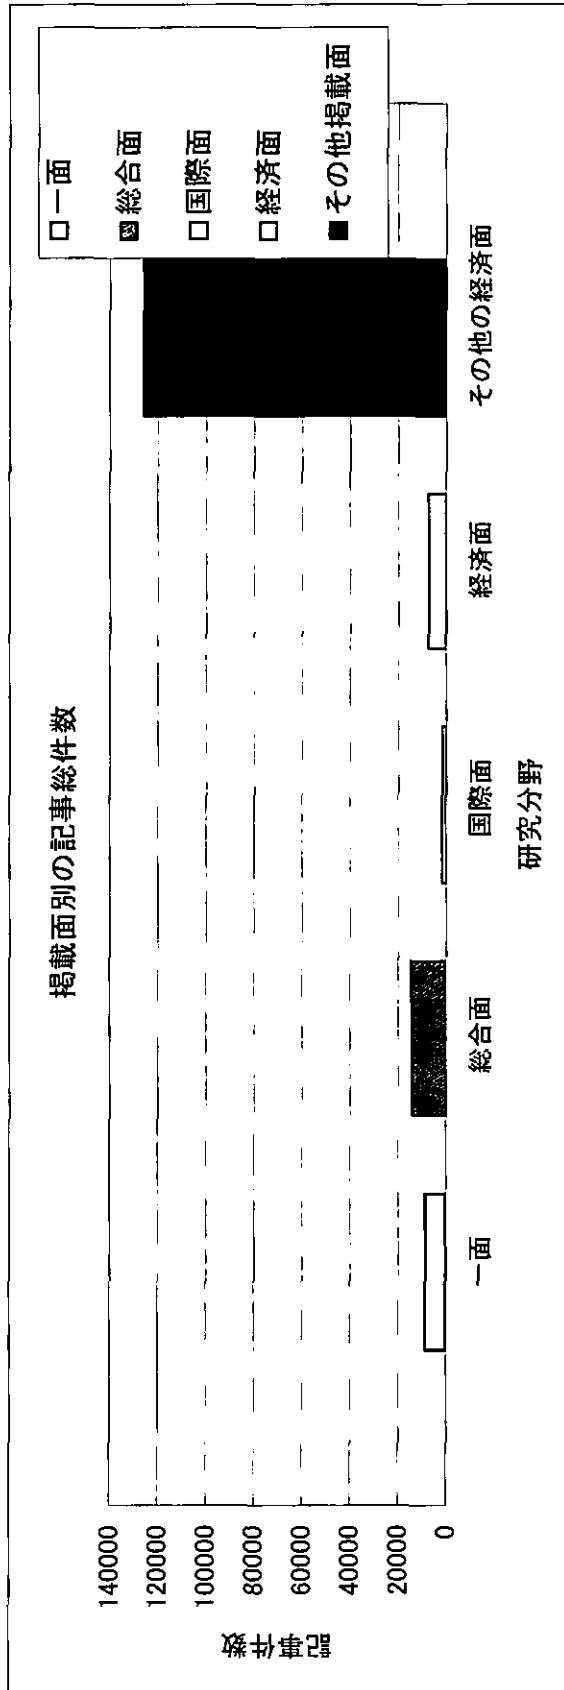 掲載面別の記事総件数
記事件数
140000
120000
100000
80000
60000
40000
20000
0
一面
総合面
国際面
経済面
その他の経済面
研究分野
一面
総合面
国際面
経済面
その他掲載面